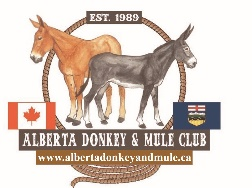 EST. 1989
ALBERTA DONKEY & MULE CLUB
www.albertadonkeyandmule.ca